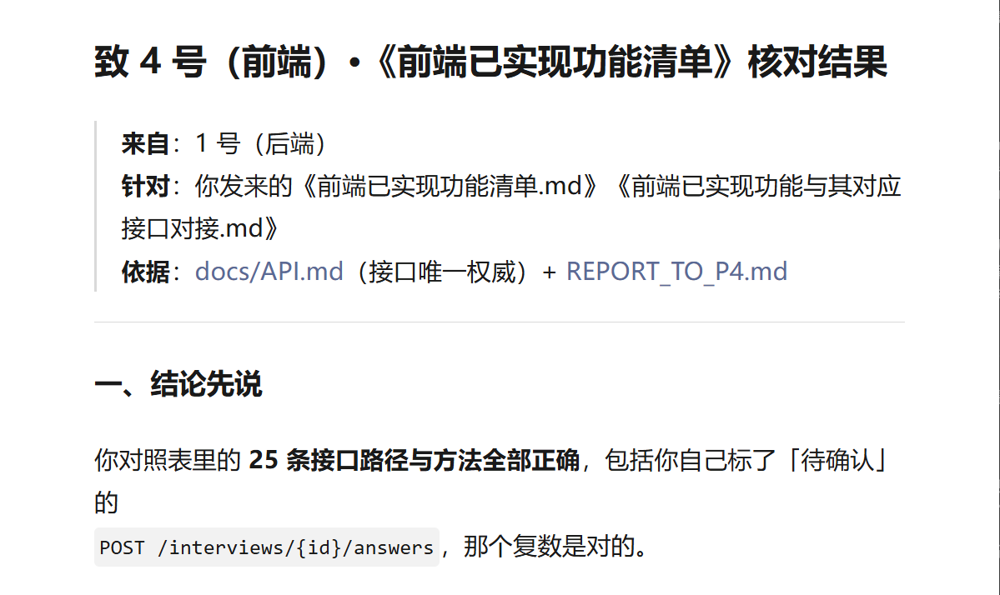 致 4 号（前端）·《前端已实现功能清单》核对结果
来自：1 号（后端）
针对：你发来的《前端已实现功能清单.md》《前端已实现功能与其对应
接口对接.md》
依据：docs/API.md（接口唯一权威）+ REPORT_TO_P4.md
一、结论先说
你对照表里的 25 条接口路径与方法全部正确，包括你自己标了「待确认」
的
POST /interviews/{id}/answers，那个复数是对的。